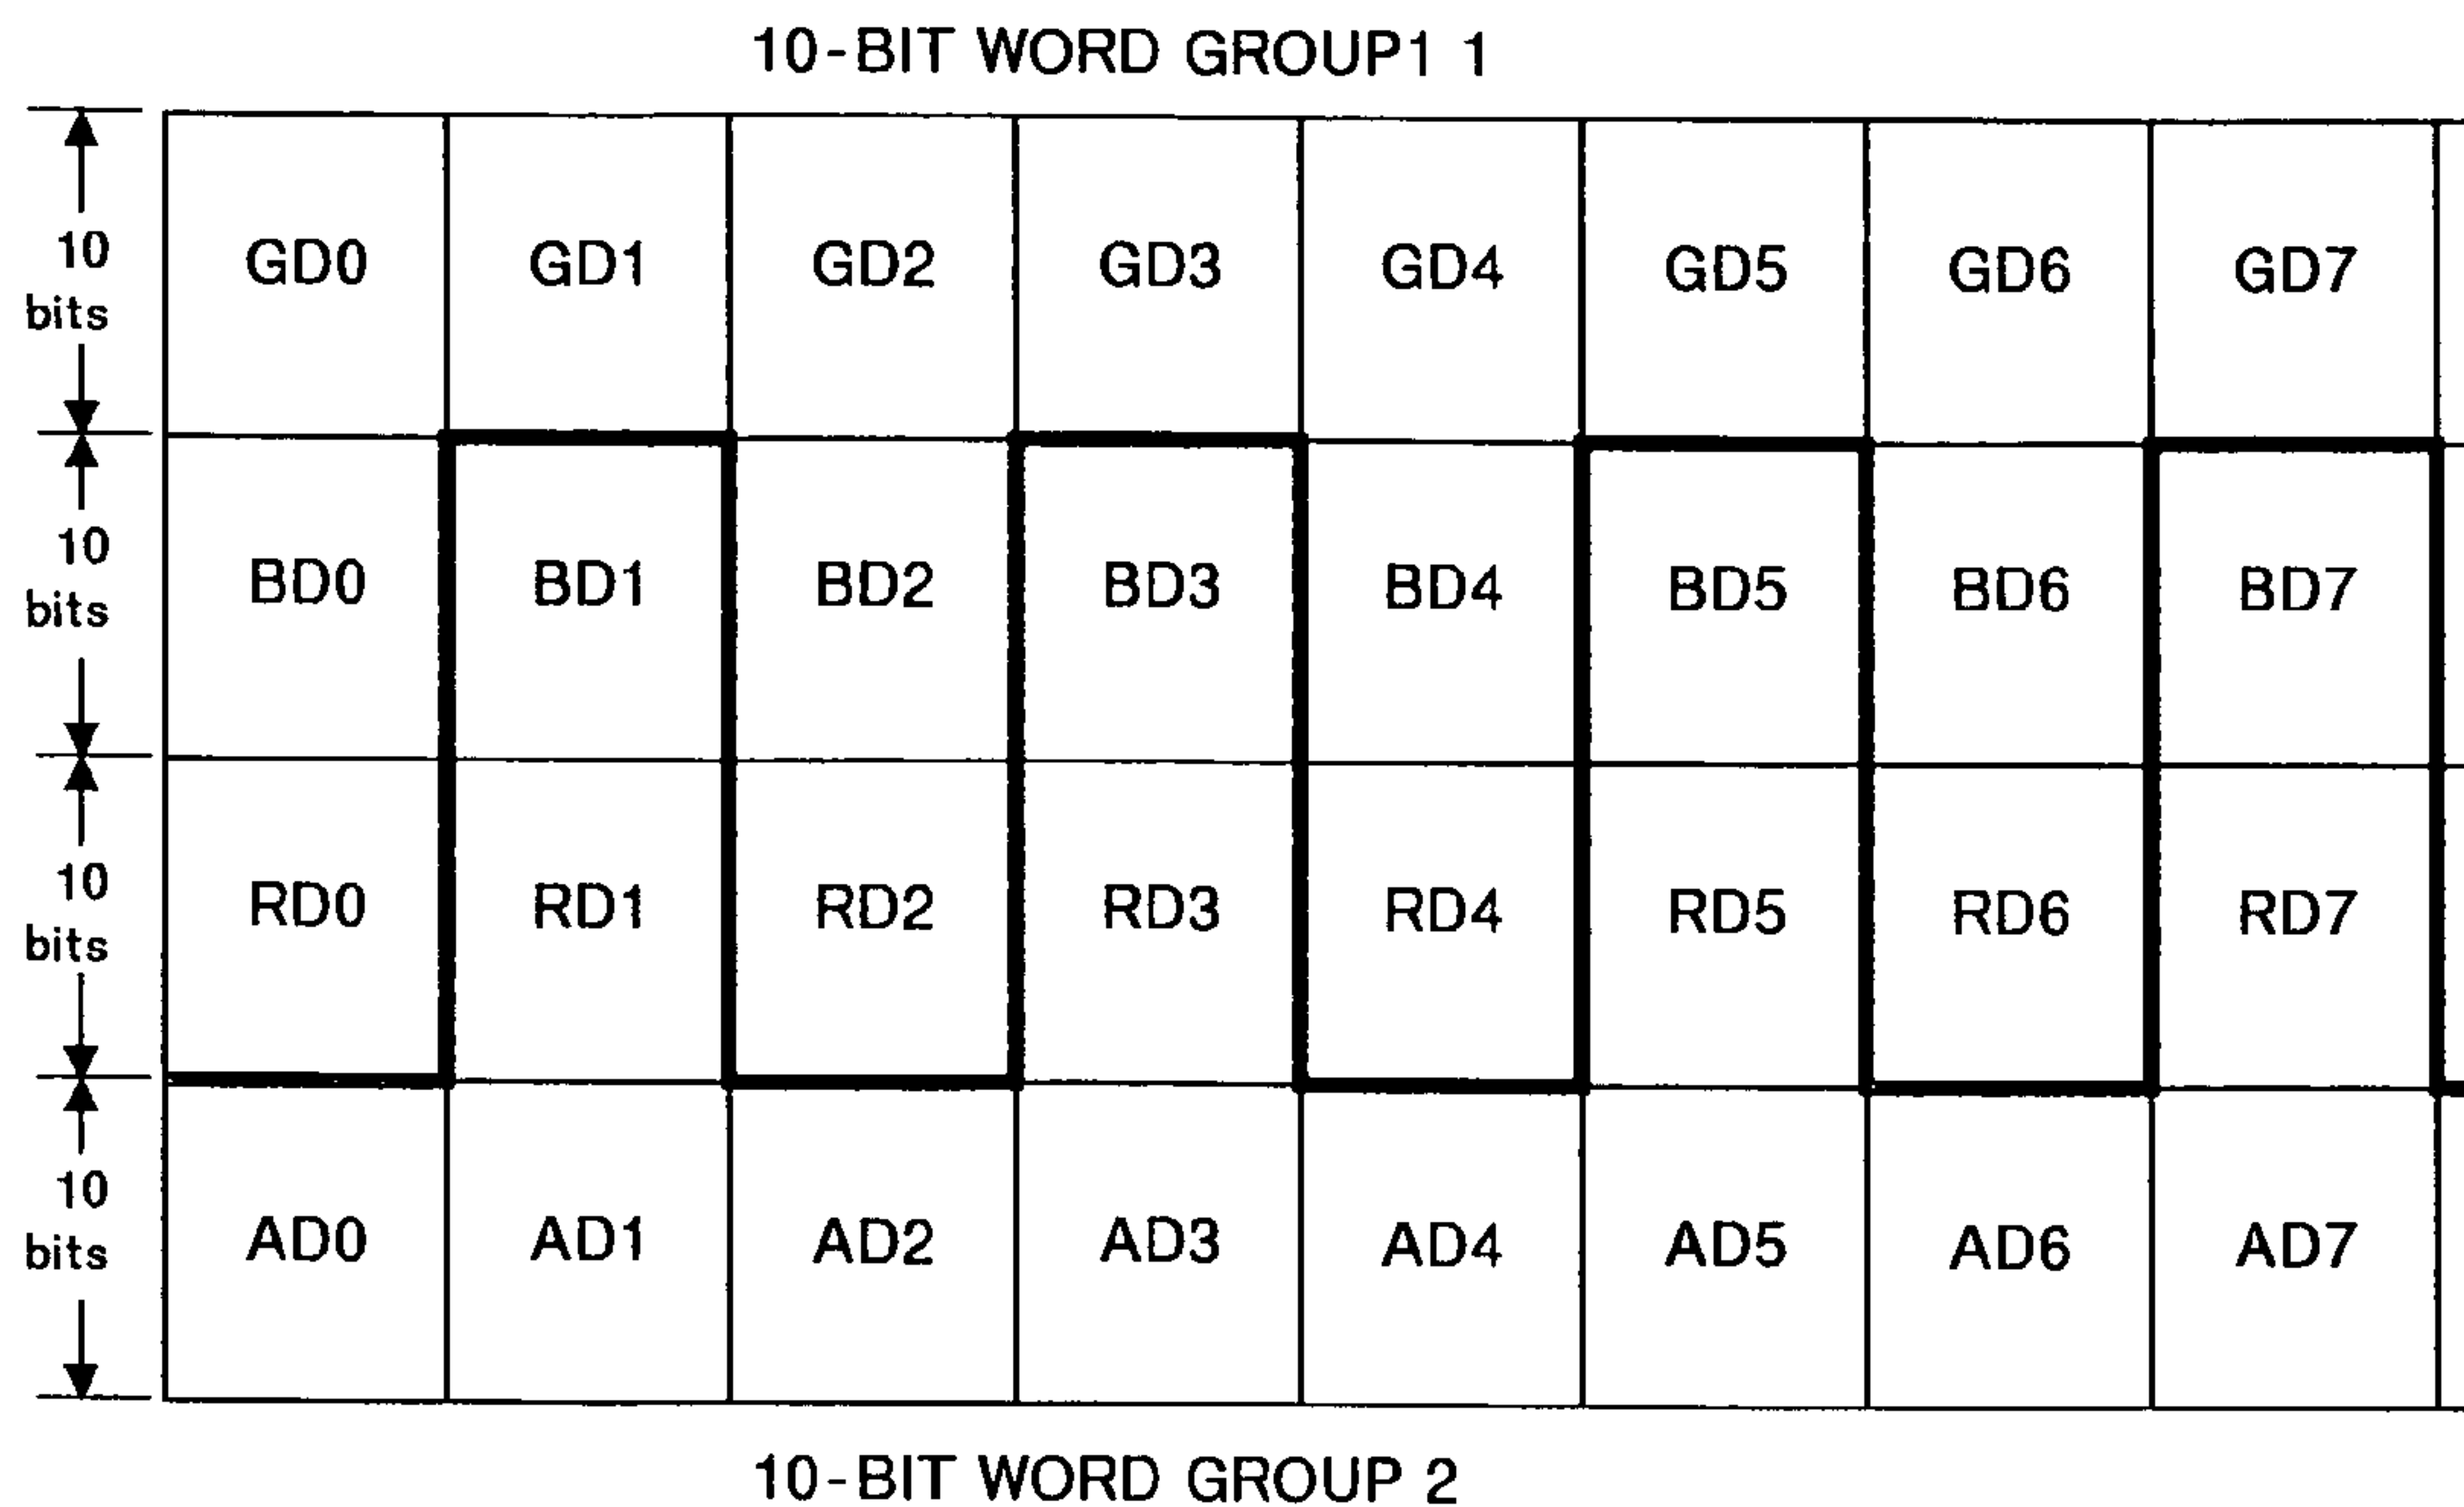 10-BIT WORD GROUP1 1
10
bits
GD0 GD1 GD2 GD3 GD4 GD5 GD6 GD7
10
bits
BD0 BD1 BD2 BD3 BD4 BD5 BD6 BD7
10
bits
RD0 RD1 RD2 RD3 RD4 RD5 RD6 RD7
10
bits
AD0 AD1 AD2 AD3 AD4 AD5 AD6 AD7
10-BIT WORD GROUP 2